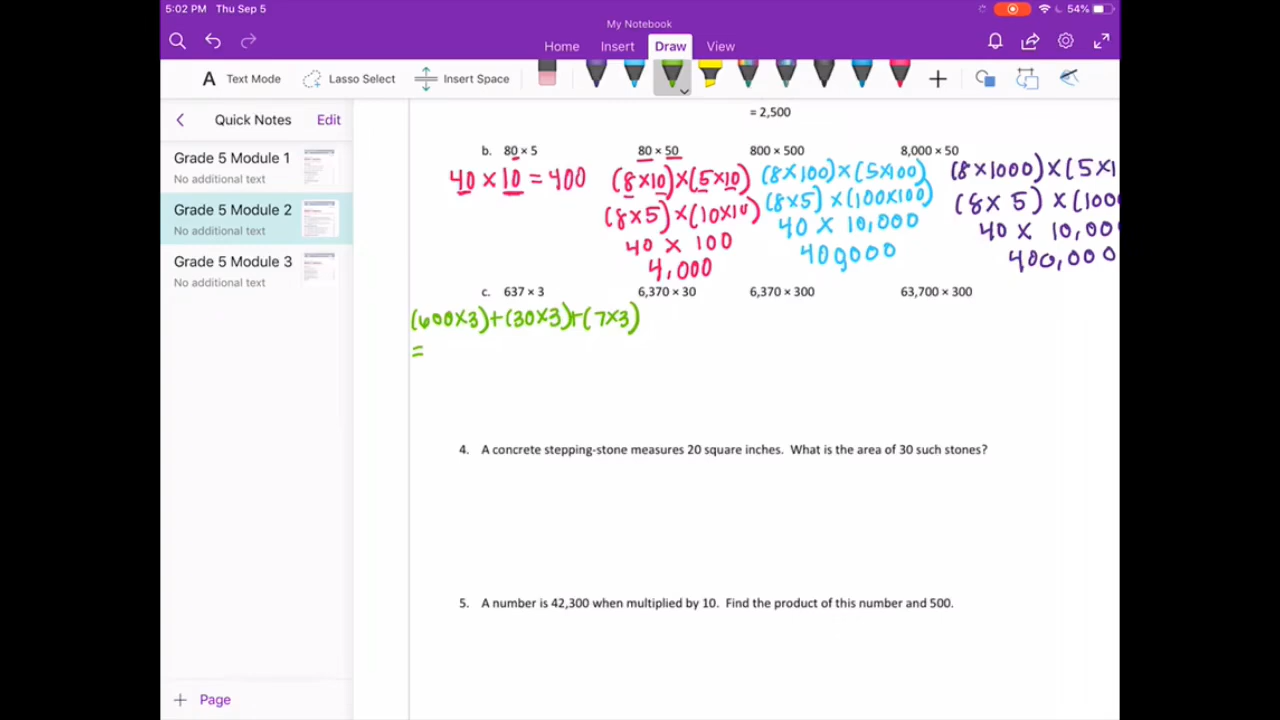 5:02 PM Thu Sep 5
54%
My Notebook
Home Insert Draw View
A Text Mode Lasso Select Insert Space
Quick Notes Edit
Grade 5 Module 1
No additional text
Grade 5 Module 2
No additional text
Grade 5 Module 3
No additional text
+ Page
= 2,500
b. 80 × 5 80 × 50 800 × 500 8,000 × 50
40 × 10 = 400 (8×10)×(5×10) (8×100)×(5×100) (8×1000)×(5×1
(8×5)×(10×10) (8×5)×(100×100) (8×5)×(100
40 × 100 40 × 10,000 40 × 10,00
4,000 400000 400,000
c. 637 × 3 6,370 × 30 6,370 × 300 63,700 × 300
(600×3)+(30×3)+(7×3)
=
4. A concrete stepping-stone measures 20 square inches. What is the area of 30 such stones?
5. A number is 42,300 when multiplied by 10. Find the product of this number and 500.